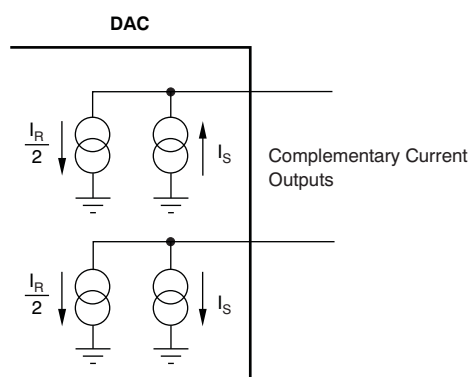 DAC
I_R
2
I_S
Complementary Current
Outputs
I_R
2
I_S